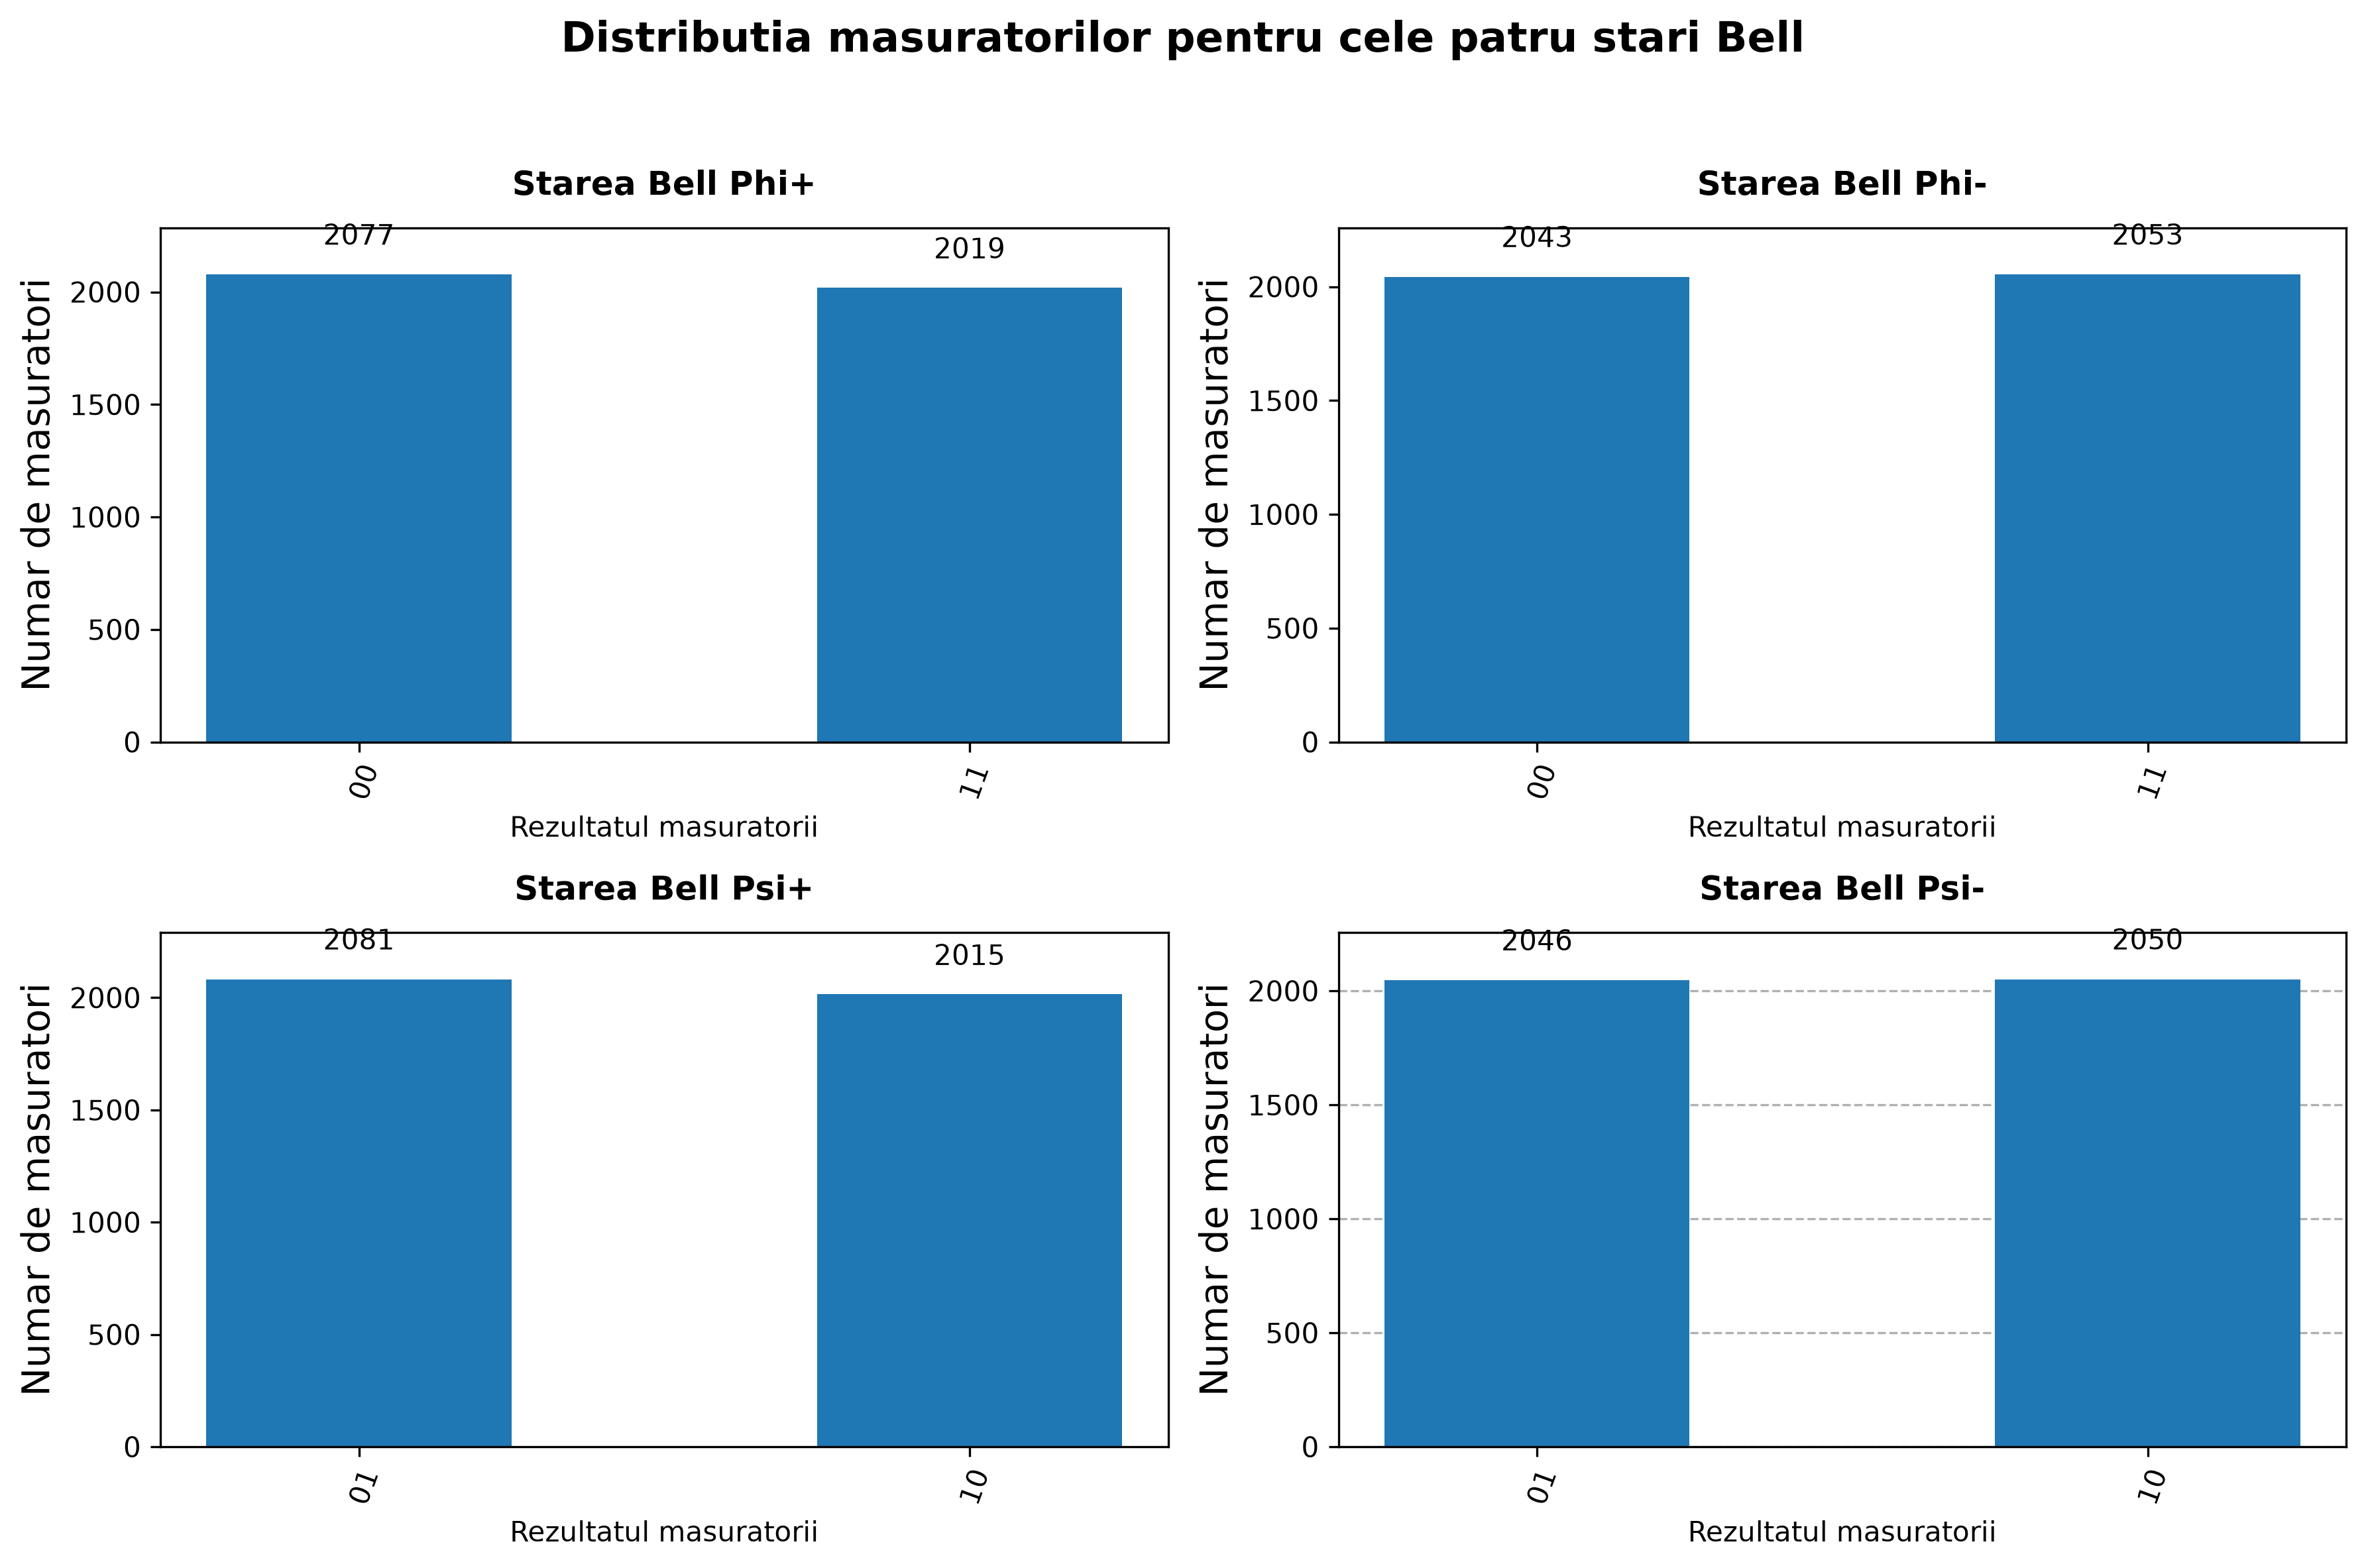 Distributia masuratorilor pentru cele patru stari Bell
Starea Bell Phi+
Numar de masuratori
2077
2019
2000
1500
1000
500
0
00
11
Rezultatul masuratorii
Starea Bell Phi-
Numar de masuratori
2043
2053
2000
1500
1000
500
0
00
11
Rezultatul masuratorii
Starea Bell Psi+
Numar de masuratori
2081
2015
2000
1500
1000
500
0
01
10
Rezultatul masuratorii
Starea Bell Psi-
Numar de masuratori
2046
2050
2000
1500
1000
500
0
01
10
Rezultatul masuratorii